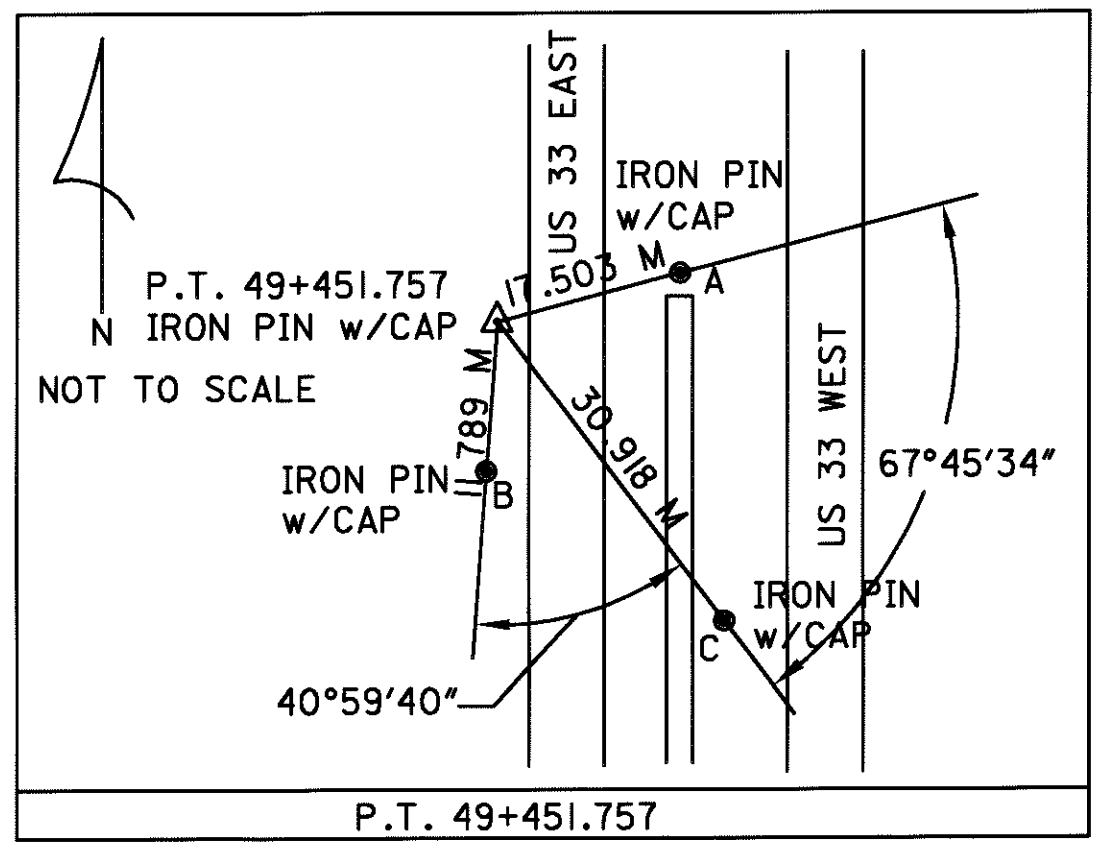 US 33 EAST
IRON PIN
w/CAP
17.503 M
A
P.T. 49+451.757
IRON PIN w/CAP
N
NOT TO SCALE
11.789 M
30.918 M
US 33 WEST
67°45'34"
IRON PIN
w/CAP
B
IRON PIN
w/CAP
C
40°59'40"
P.T. 49+451.757